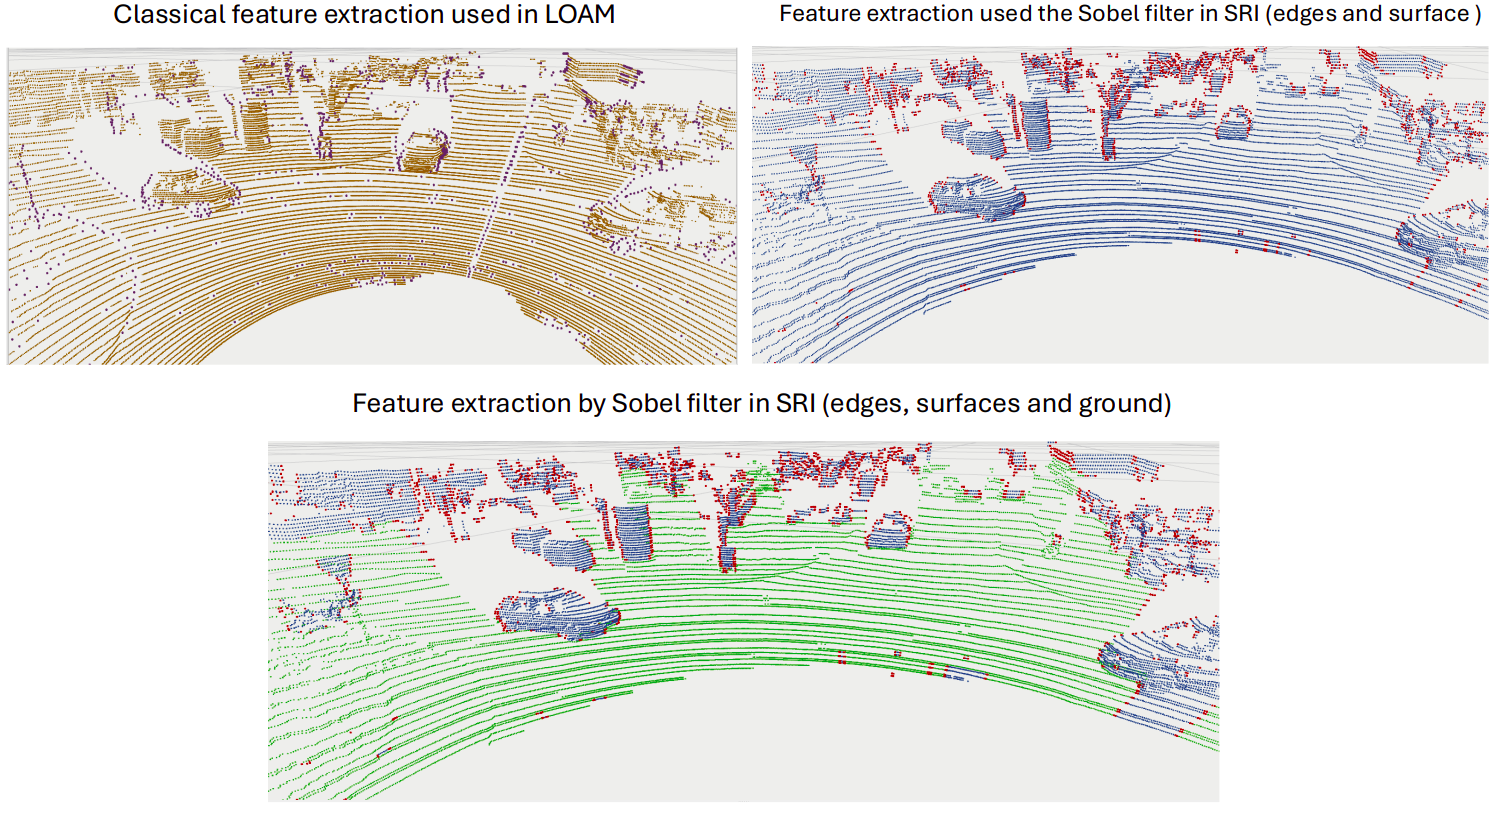 Classical feature extraction used in LOAM
Feature extraction used the Sobel filter in SRI (edges and surface )
Feature extraction by Sobel filter in SRI (edges, surfaces and ground)